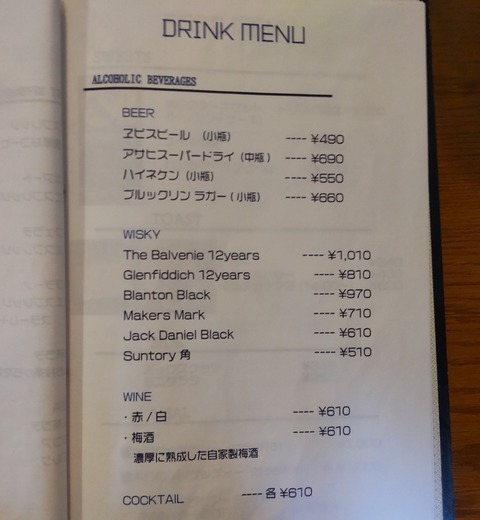 DRINK MENU
ALCOHOLIC BEVERAGES
BEER
ヱビスビール (小瓶) ---- ¥490
アサヒスーパードライ (中瓶) ---- ¥690
ハイネケン (小瓶) ---- ¥550
ブルックリン ラガー (小瓶) ---- ¥660
WISKY
The Balvenie 12years ---- ¥1,010
Glenfiddich 12years ---- ¥810
Blanton Black ---- ¥970
Makers Mark ---- ¥710
Jack Daniel Black ---- ¥610
Suntory 角 ---- ¥510
WINE
・赤 / 白 ---- ¥610
・梅酒 ---- ¥610
濃厚に熟成した自家製梅酒
COCKTAIL ---- 各 ¥610